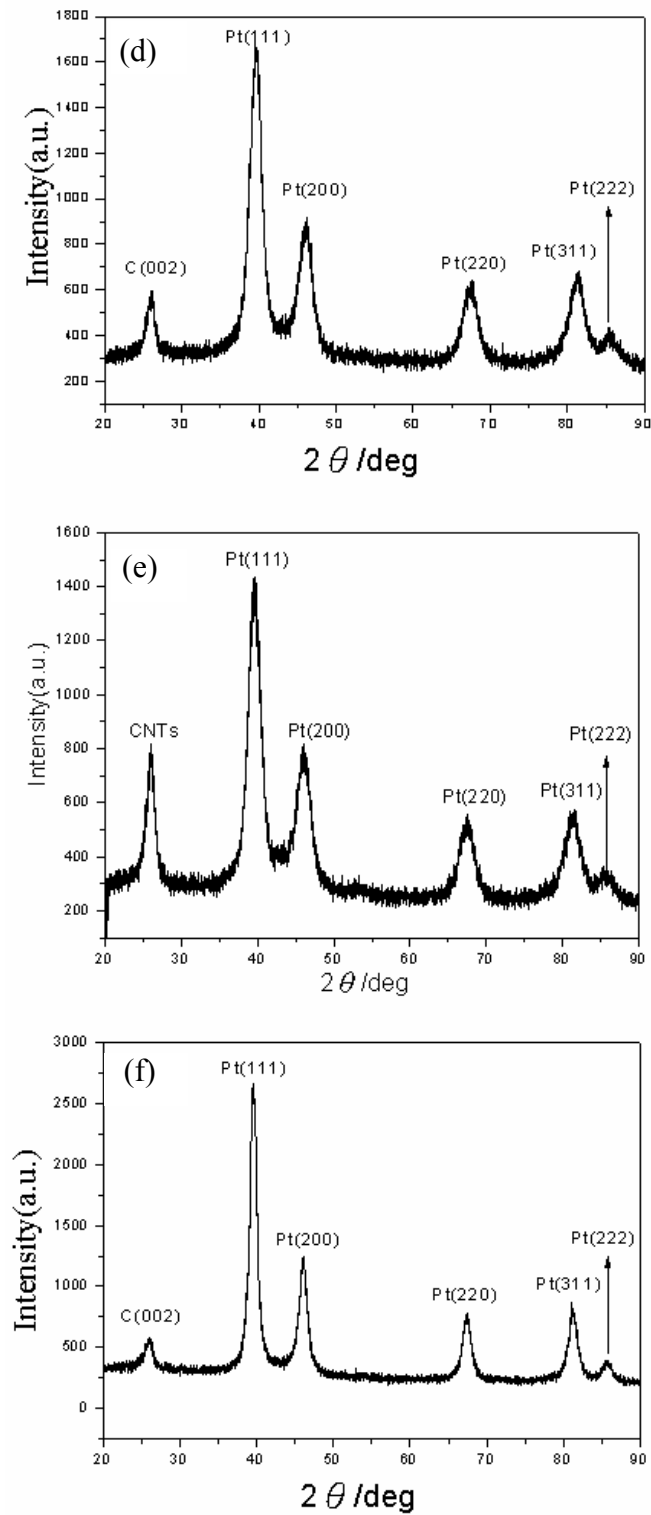 (d)
Pt(111)
Pt(200)
Pt(222)
Pt(311)
Pt(220)
C(002)
Intensity(a.u.)
1800
1600
1400
1200
1000
800
600
400
200
20 30 40 50 60 70 80 90
2 θ /deg
(e)
Pt(111)
CNTs
Pt(200)
Pt(222)
Pt(220)
Pt(311)
Intensity(a.u.)
1600
1400
1200
1000
800
600
400
200
20 30 40 50 60 70 80 90
2 θ /deg
(f)
Pt(111)
Pt(200)
Pt(222)
Pt(311)
Pt(220)
C(002)
Intensity(a.u.)
3000
2500
2000
1500
1000
500
0
20 30 40 50 60 70 80 90
2 θ /deg